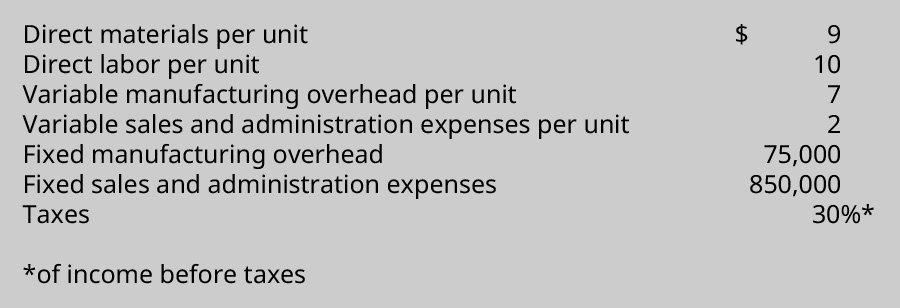 Direct materials per unit $ 9
Direct labor per unit 10
Variable manufacturing overhead per unit 7
Variable sales and administration expenses per unit 2
Fixed manufacturing overhead 75,000
Fixed sales and administration expenses 850,000
Taxes 30%*
*of income before taxes